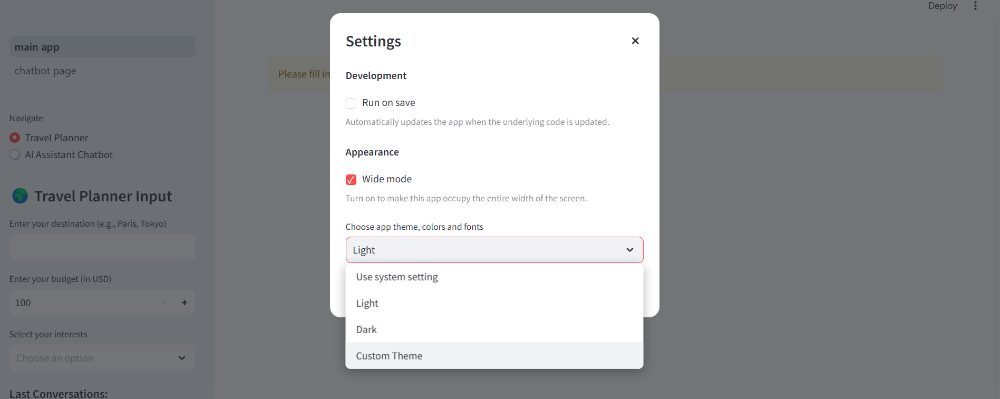 Deploy
main app
chatbot page
Navigate
Travel Planner
AI Assistant Chatbot
Travel Planner Input
Enter your destination (e.g., Paris, Tokyo)
Enter your budget (in USD)
100
Select your interests
Choose an option
Last Conversations:
Please fill in
Settings
Development
Run on save
Automatically updates the app when the underlying code is updated.
Appearance
Wide mode
Turn on to make this app occupy the entire width of the screen.
Choose app theme, colors and fonts
Light
Use system setting
Light
Dark
Custom Theme